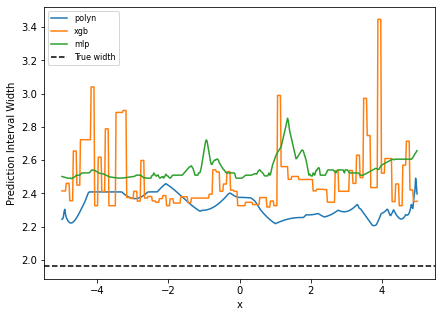 polyn
xgb
mlp
True width
Prediction Interval Width
3.4
3.2
3.0
2.8
2.6
2.4
2.2
2.0
−4
−2
0
2
4
x